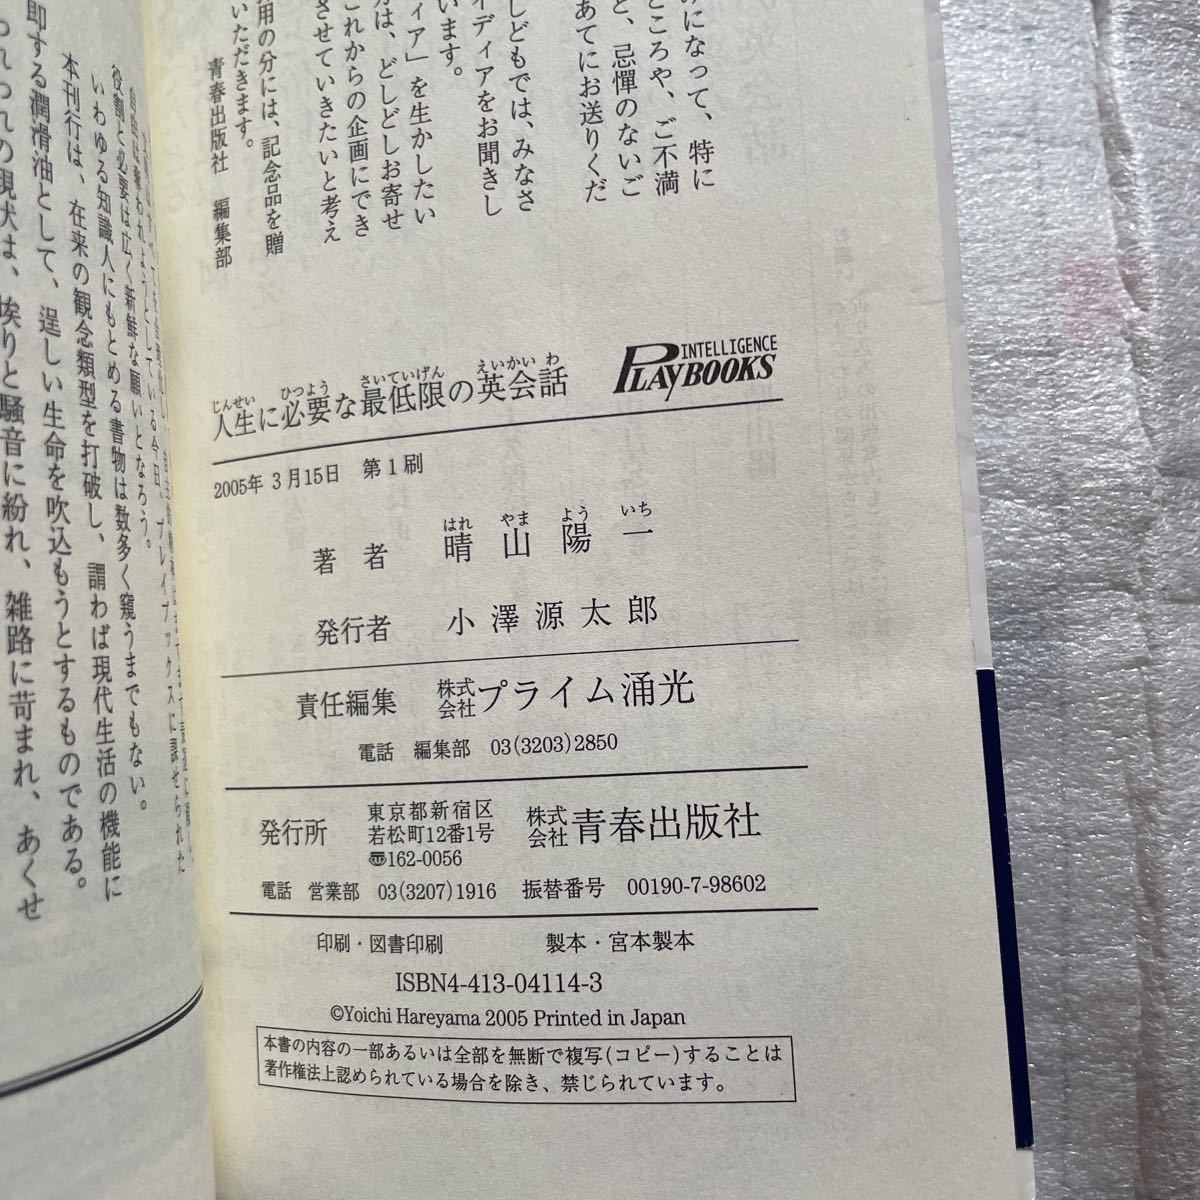 みになって、特に
ところや、ご不満
ど、忌憚のないご
あてにお送りくだ
しどもでは、みなさ
イディアをお聞きし
います。
ィア」を生かしたい
方は、どしどしお寄せ
これからの企画にでき
させていきたいと考え
用の分には、記念品を贈
いただきます。
青春出版社 編集部
INTELLIGENCE
PLAYBOOKS
じんせい ひつよう さいていげん えいかいわ
人生に必要な最低限の英会話
2005年 3月15日 第1刷
はれ やま よう いち
著者 晴山陽一
発行者 小澤源太郎
責任編集 株式会社プライム涌光
電話 編集部 03(3203)2850
発行所 東京都新宿区
若松町12番1号
〠162-0056
株式会社青春出版社
電話 営業部 03(3207)1916 振替番号 00190-7-98602
印刷・図書印刷 製本・宮本製本
ISBN4-413-04114-3
©Yoichi Hareyama 2005 Printed in Japan
本書の内容の一部あるいは全部を無断で複写(コピー)することは
著作権法上認められている場合を除き、禁じられています。
役割と必要は広く新鮮な願いとなろう。
いわゆる知識人にもとめる書物は数多く窺うまでもない。
本刊行は、在来の観念類型を打破し、謂わば現代生活の機能に
即する潤滑油として、逞しい生命を吹込もうとするものである。
われわれの現状は、埃りと騒音に紛れ、雑踏に苛まれ、あくせ